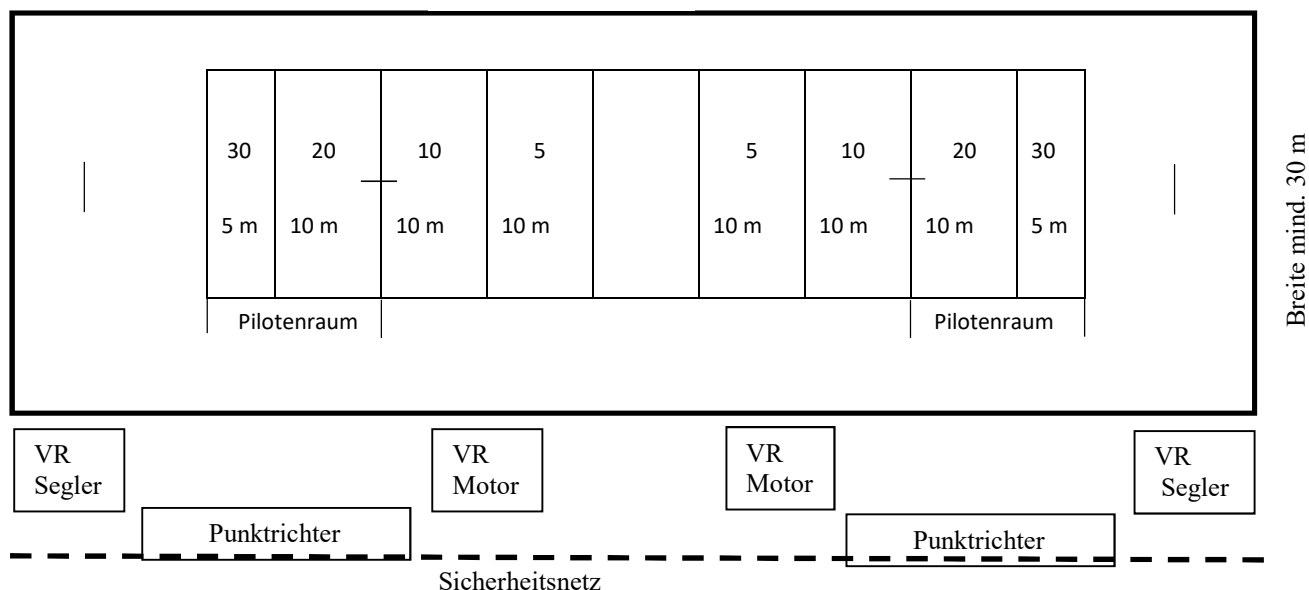 30 20 10 5 5 10 20 30
5 m 10 m 10 m 10 m 10 m 10 m 10 m 5 m
Pilotenraum Pilotenraum
Breite mind. 30 m
VR VR VR VR
Segler Motor Motor Segler
Punktrichter Punktrichter
Sicherheitsnetz